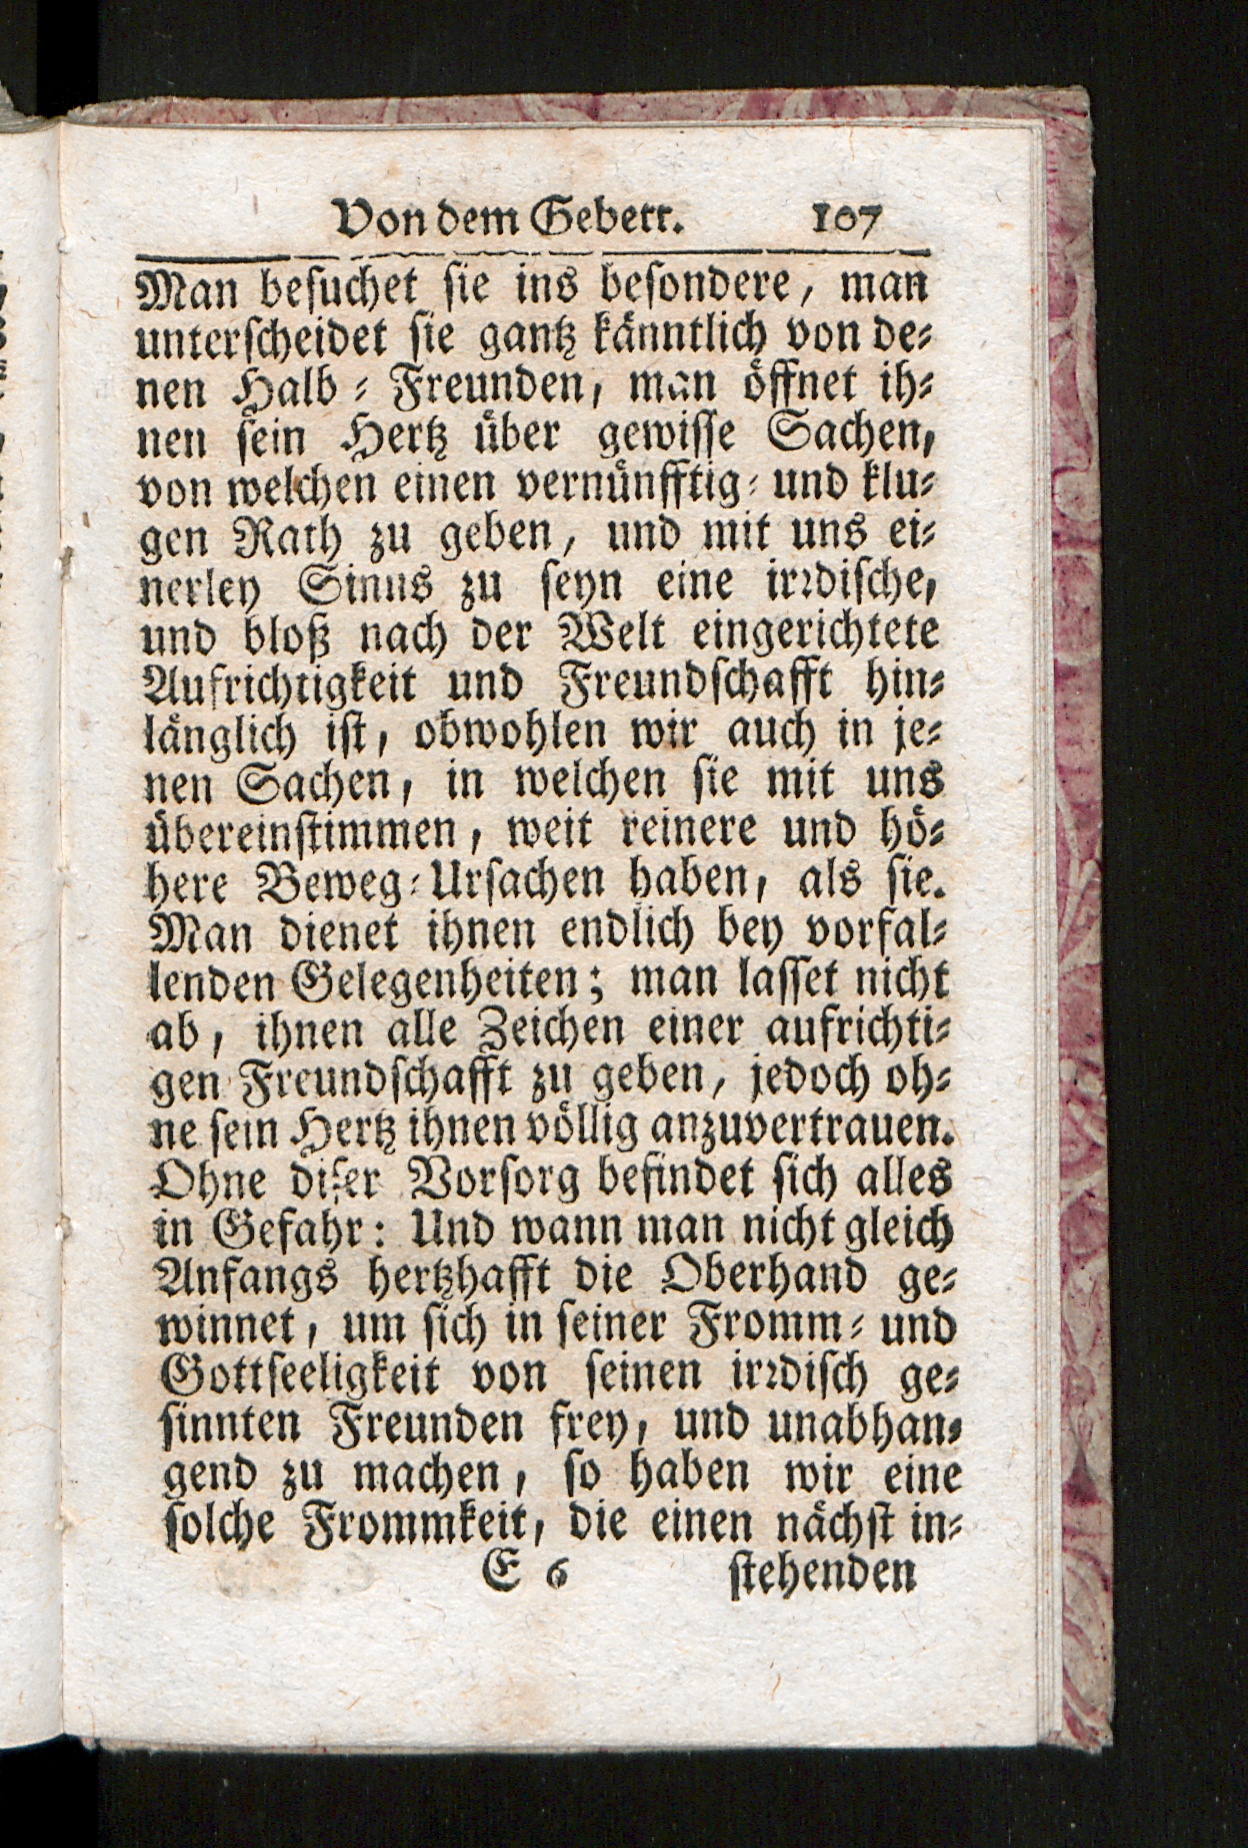 Von dem Gebett. 107
Man besuchet sie ins besondere, man
unterscheidet sie gantz känntlich von de-
nen Halb-Freunden, man öffnet ih-
nen sein Hertz über gewisse Sachen,
von welchen einen vernünfftig- und klu-
gen Rath zu geben, und mit uns ei-
nerley Sinns zu seyn eine irrdische,
und bloß nach der Welt eingerichtete
Aufrichtigkeit und Freundschafft hin-
länglich ist, obwohlen wir auch in je-
nen Sachen, in welchen sie mit uns
übereinstimmen, weit reinere und hö-
here Beweg-Ursachen haben, als sie.
Man dienet ihnen endlich bey vorfal-
lenden Gelegenheiten; man lasset nicht
ab, ihnen alle Zeichen einer aufrichti-
gen Freundschafft zu geben, jedoch oh-
ne sein Hertz ihnen völlig anzuvertrauen.
Ohne diser Vorsorg befindet sich alles
in Gefahr: Und wann man nicht gleich
Anfangs hertzhafft die Oberhand ge-
winnet, um sich in seiner Fromm- und
Gottseeligkeit von seinen irrdisch ge-
sinnten Freunden frey, und unabhan-
gend zu machen, so haben wir eine
solche Frommkeit, die einen nächst in-
E 6 stehenden